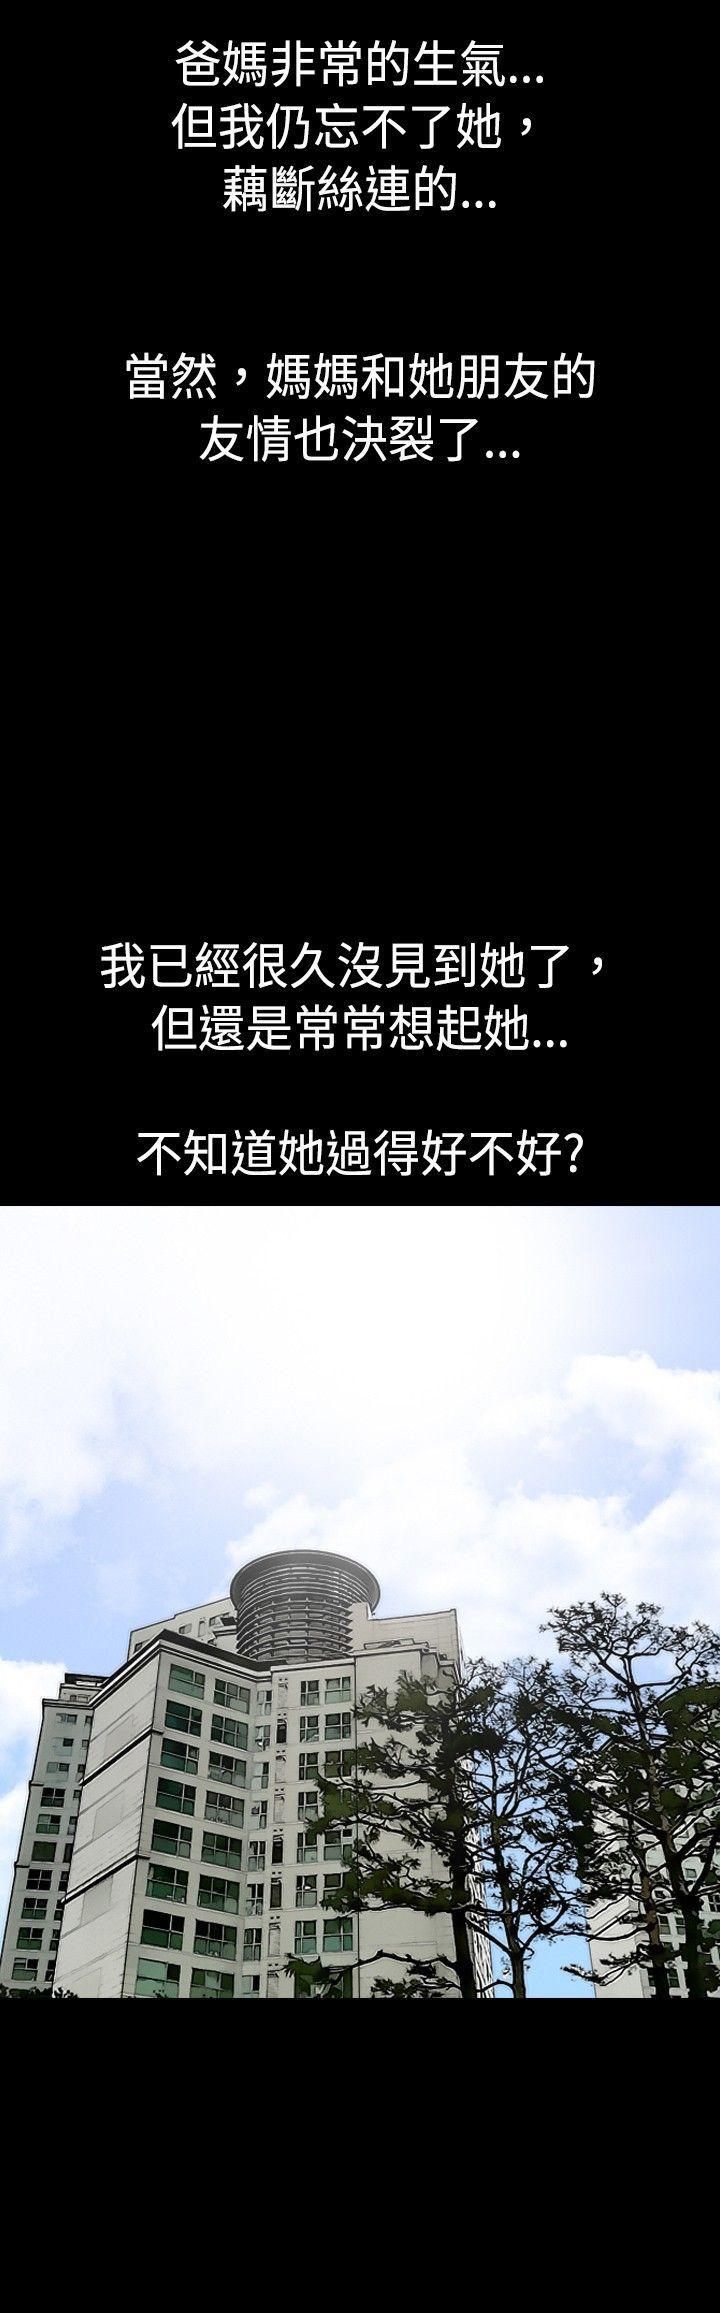 爸媽非常的生氣...
但我仍忘不了她，
藕斷絲連的...
當然，媽媽和她朋友的
友情也決裂了...
我已經很久沒見到她了，
但還是常常想起她...
不知道她過得好不好?